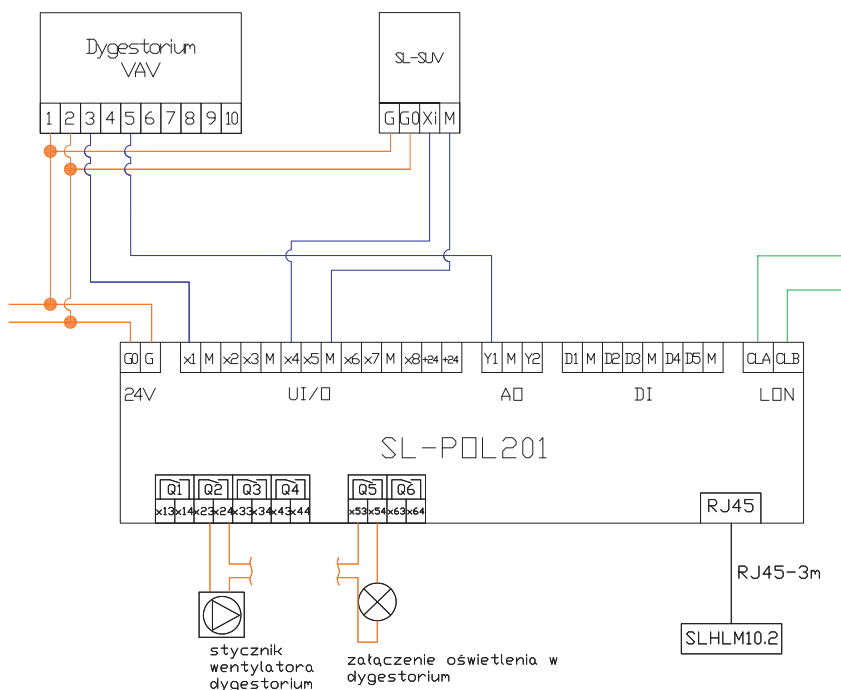 Dygestorium
VAV
SL-SUV
1 2 3 4 5 6 7 8 9 10
G G0 Xi M
G0 G x1 M x2 x3 M x4 x5 M x6 x7 M x8 +24 +24 Y1 M Y2 D1 M D2 D3 M D4 D5 M CLA CLB
24V UI/O AO DI LON
SL-POL201
Q1 Q2 Q3 Q4 Q5 Q6
x13 x14 x23 x24 x33 x34 x43 x44 x53 x54 x63 x64
RJ45
RJ45-3m
SLHLM10.2
stycznik
wentylatora
dygestorium
załączenie oświetlenia w
dygestorium